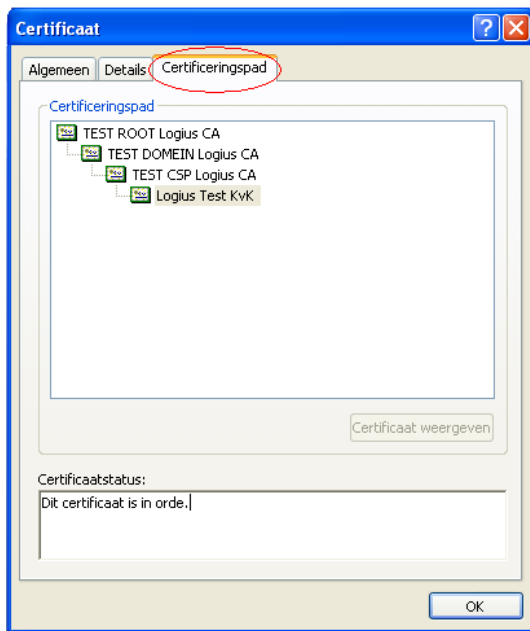 Certificaat
Algemeen Details Certificeringspad
Certificeringspad
TEST ROOT Logius CA
TEST DOMEIN Logius CA
TEST CSP Logius CA
Logius Test KvK
Certificaat weergeven
Certificaatstatus:
Dit certificaat is in orde.
OK